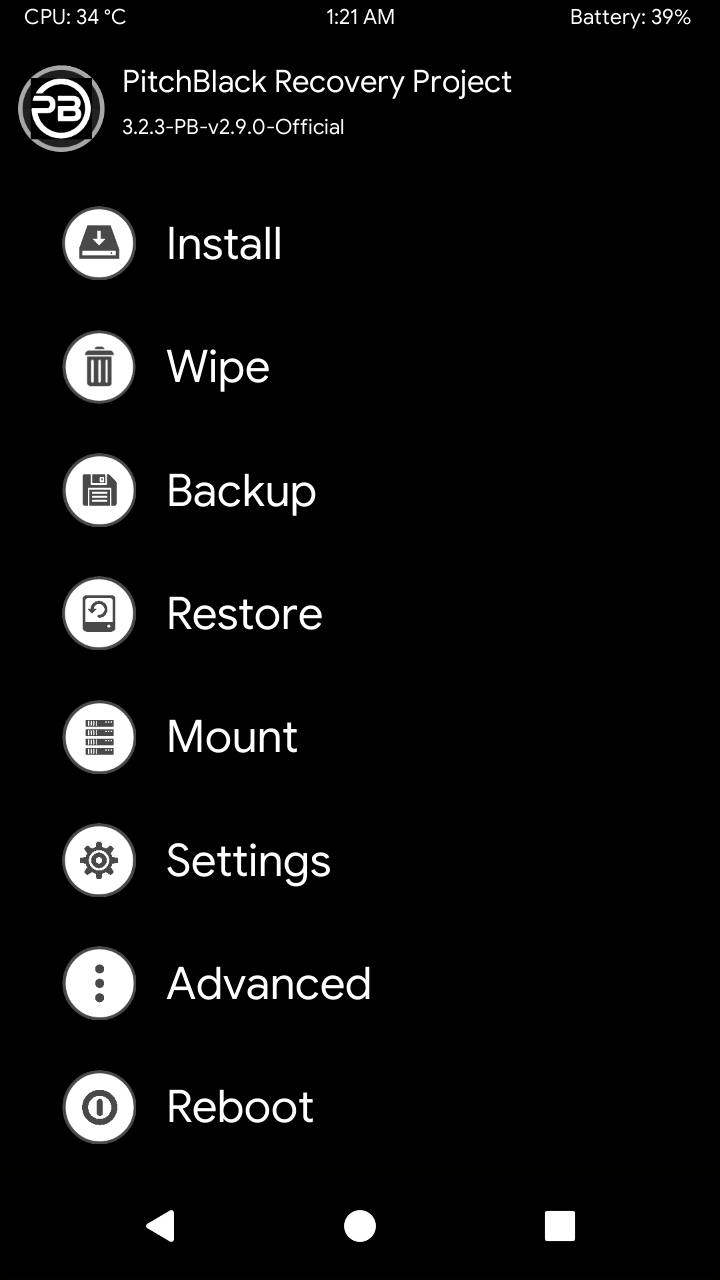 CPU: 34 °C 1:21 AM Battery: 39%
PitchBlack Recovery Project
PB
3.2.3-PB-v2.9.0-Official
Install
Wipe
Backup
Restore
Mount
Settings
Advanced
Reboot